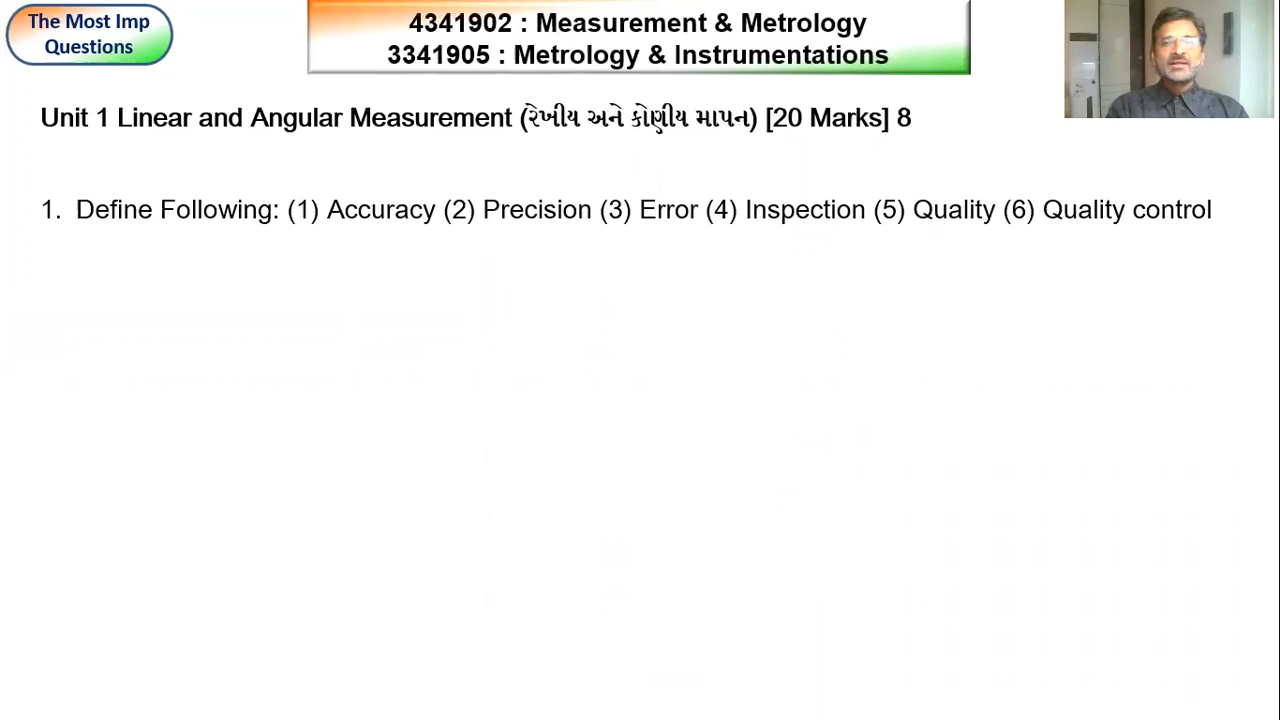 The Most Imp
Questions
4341902 : Measurement & Metrology
3341905 : Metrology & Instrumentations
Unit 1 Linear and Angular Measurement (રેખીય અને કોણીય માપન) [20 Marks] 8
1. Define Following: (1) Accuracy (2) Precision (3) Error (4) Inspection (5) Quality (6) Quality control